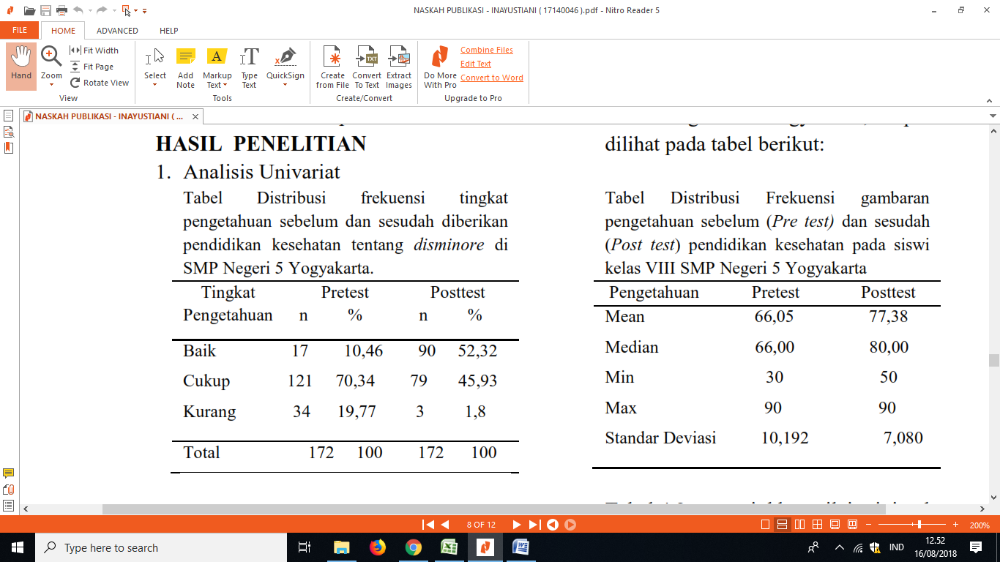 NASKAH PUBLIKASI - INAYUSTIANI ( 17140046 ).pdf - Nitro Reader 5
FILE HOME ADVANCED HELP
Hand
Zoom
Fit Width
Fit Page
Rotate View
View
Select
Add Note
Markup Text
Type Text
QuickSign
Tools
Create from File
Convert To Text
Extract Images
Create/Convert
Do More With Pro
Combine Files
Edit Text
Convert to Word
Upgrade to Pro
NASKAH PUBLIKASI - INAYUSTIANI ( ...
HASIL PENELITIAN
1. Analisis Univariat
Tabel Distribusi frekuensi tingkat
pengetahuan sebelum dan sesudah diberikan
pendidikan kesehatan tentang disminore di
SMP Negeri 5 Yogyakarta.
Tingkat Pretest Posttest
Pengetahuan n % n %
Baik 17 10,46 90 52,32
Cukup 121 70,34 79 45,93
Kurang 34 19,77 3 1,8
Total 172 100 172 100
dilihat pada tabel berikut:
Tabel Distribusi Frekuensi gambaran
pengetahuan sebelum (Pre test) dan sesudah
(Post test) pendidikan kesehatan pada siswi
kelas VIII SMP Negeri 5 Yogyakarta
Pengetahuan Pretest Posttest
Mean 66,05 77,38
Median 66,00 80,00
Min 30 50
Max 90 90
Standar Deviasi 10,192 7,080
8 OF 12
200%
Type here to search
IND
12.52
16/08/2018